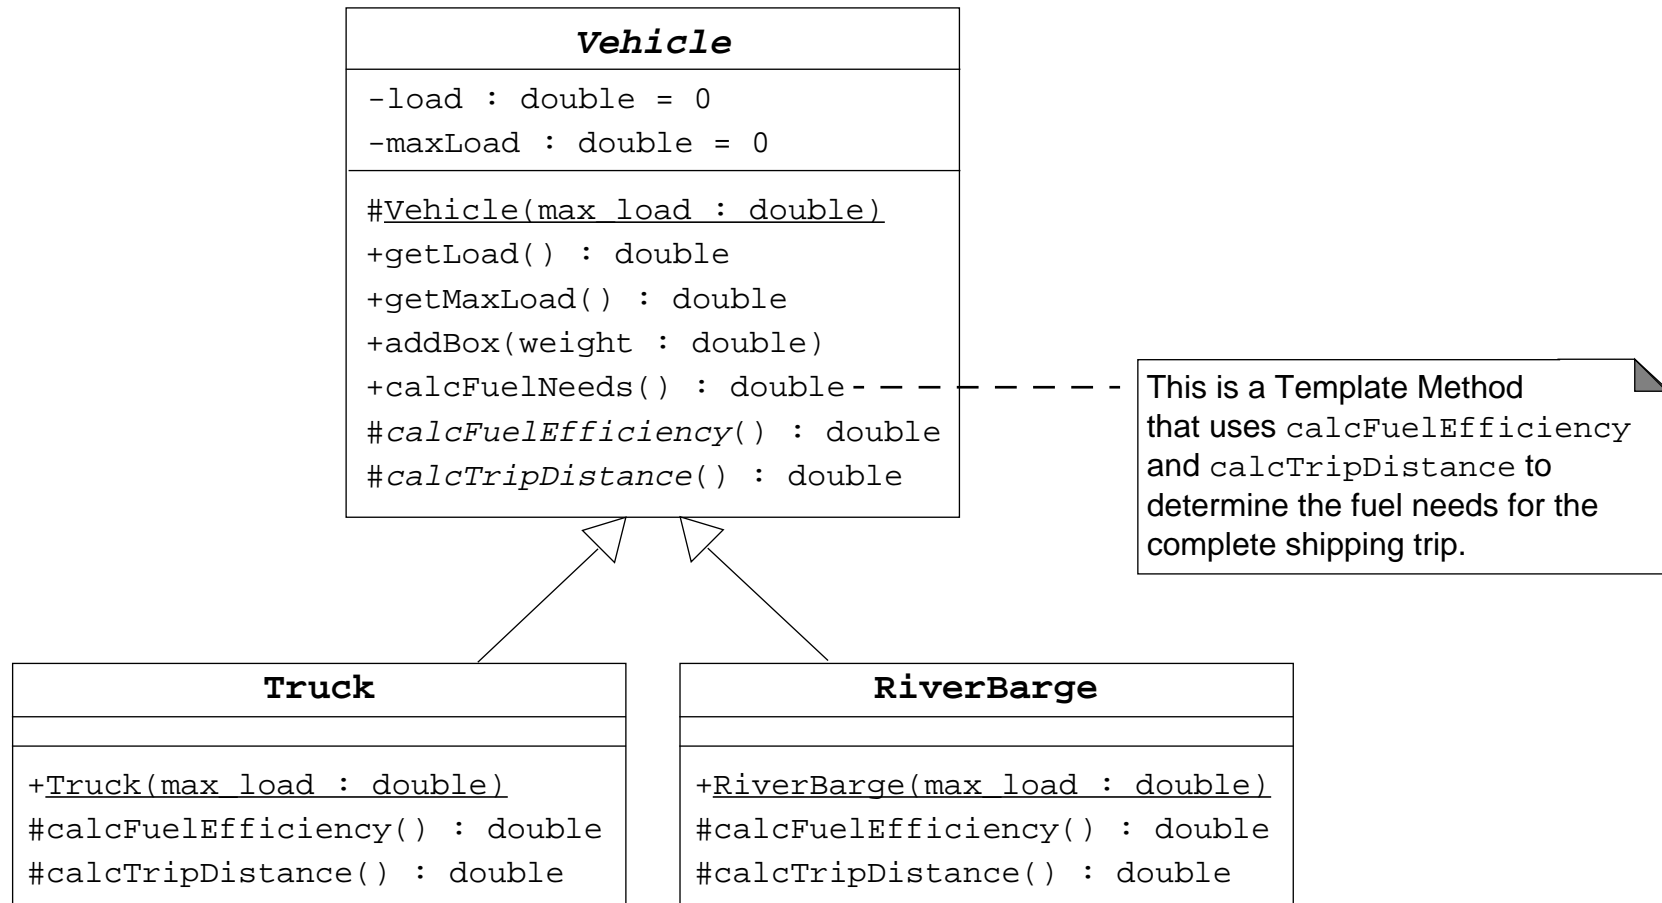 Vehicle
-load : double = 0
-maxLoad : double = 0
#Vehicle(max_load : double)
+getLoad() : double
+getMaxLoad() : double
+addBox(weight : double)
+calcFuelNeeds() : double
#calcFuelEfficiency() : double
#calcTripDistance() : double
This is a Template Method
that uses calcFuelEfficiency
and calcTripDistance to
determine the fuel needs for the
complete shipping trip.
Truck
+Truck(max_load : double)
#calcFuelEfficiency() : double
#calcTripDistance() : double
RiverBarge
+RiverBarge(max_load : double)
#calcFuelEfficiency() : double
#calcTripDistance() : double